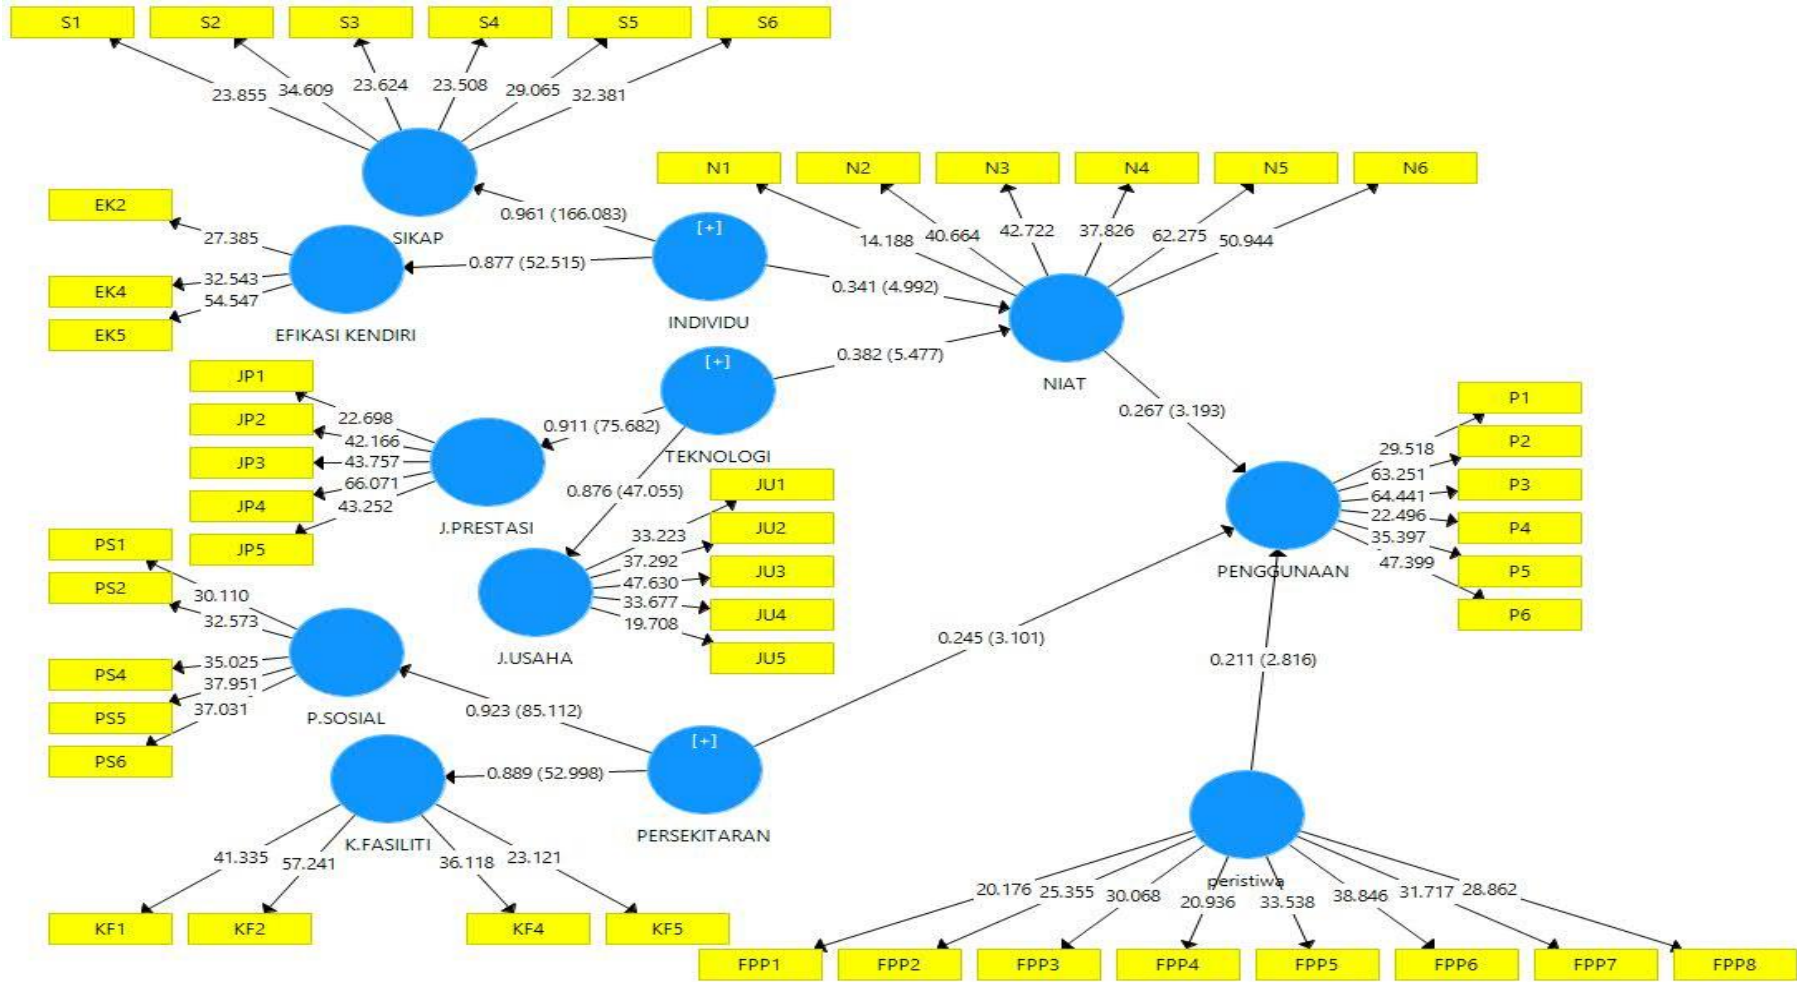 S1
S2
S3
S4
S5
S6
23.855
34.609
23.624
23.508
29.065
32.381
SIKAP
EK2
EK4
EK5
27.385
32.543
54.547
EFIKASI KENDIRI
0.961 (166.083)
0.877 (52.515)
[+]
INDIVIDU
0.341 (4.992)
N1
N2
N3
N4
N5
N6
14.188
40.664
42.722
37.826
62.275
50.944
NIAT
[+]
TEKNOLOGI
0.382 (5.477)
0.911 (75.682)
0.876 (47.055)
JP1
JP2
JP3
JP4
JP5
22.698
42.166
43.757
66.071
43.252
J.PRESTASI
JU1
JU2
JU3
JU4
JU5
33.223
37.292
47.630
33.677
19.708
J.USAHA
0.267 (3.193)
P1
P2
P3
P4
P5
P6
29.518
63.251
64.441
22.496
35.397
47.399
PENGGUNAAN
PS1
PS2
PS4
PS5
PS6
30.110
32.573
35.025
37.951
37.031
P.SOSIAL
0.923 (85.112)
0.889 (52.998)
[+]
PERSEKITARAN
0.245 (3.101)
0.211 (2.816)
K.FASILITI
41.335
57.241
36.118
23.121
KF1
KF2
KF4
KF5
peristiwa
20.176
25.355
30.068
20.936
33.538
38.846
31.717
28.862
FPP1
FPP2
FPP3
FPP4
FPP5
FPP6
FPP7
FPP8